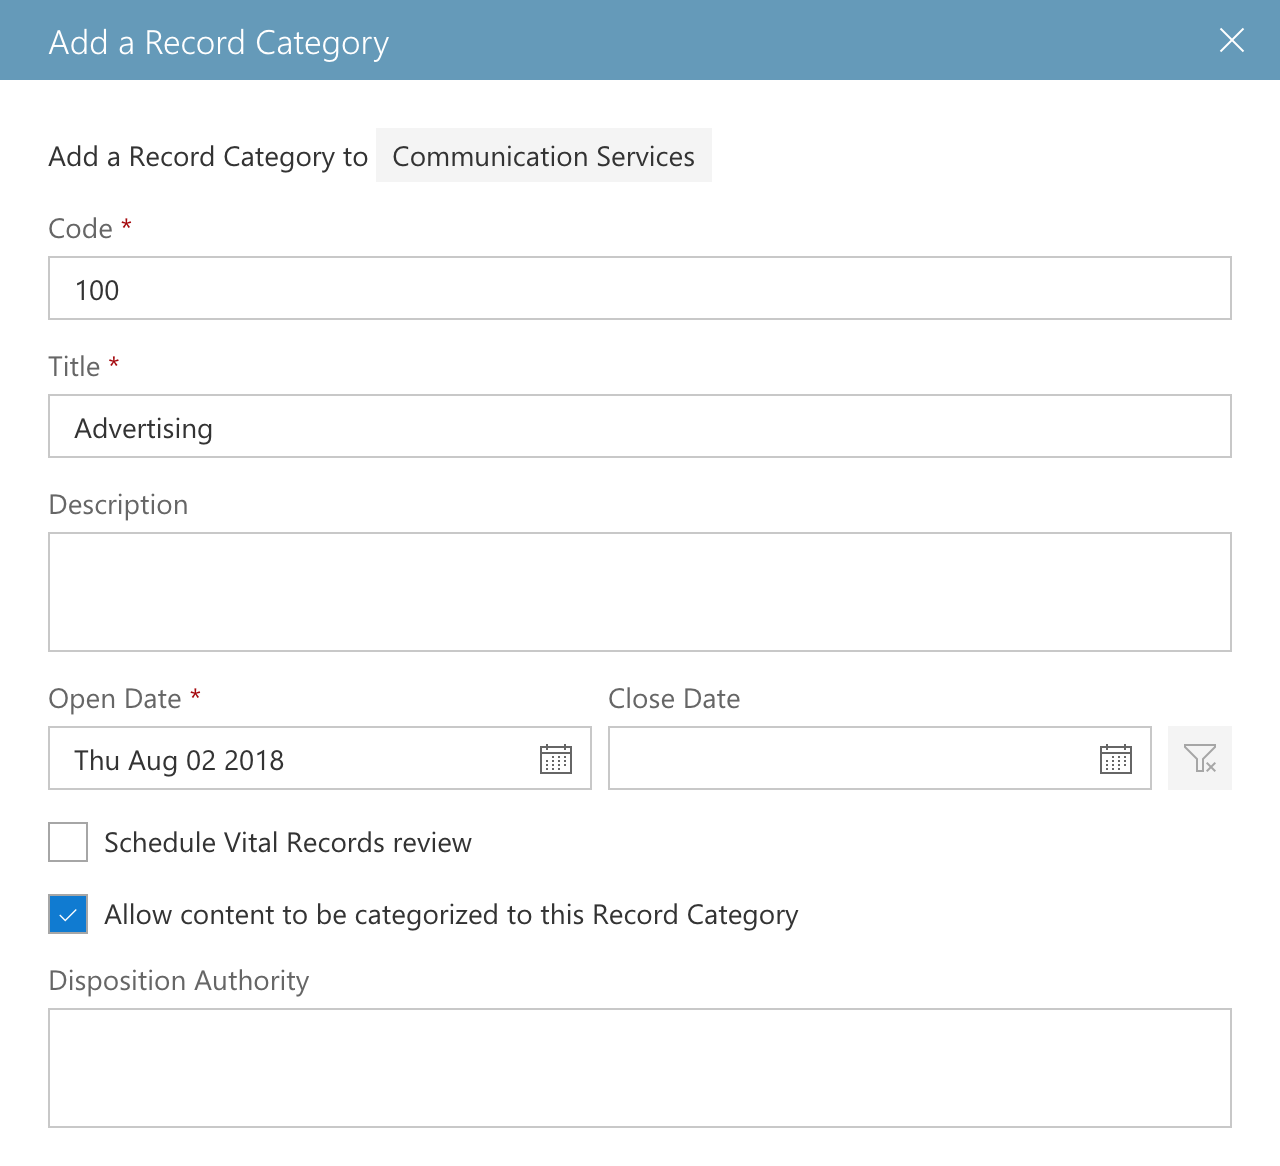 Add a Record Category
Add a Record Category to Communication Services
Code *
100
Title *
Advertising
Description
Open Date * Close Date
Thu Aug 02 2018
Schedule Vital Records review
Allow content to be categorized to this Record Category
Disposition Authority